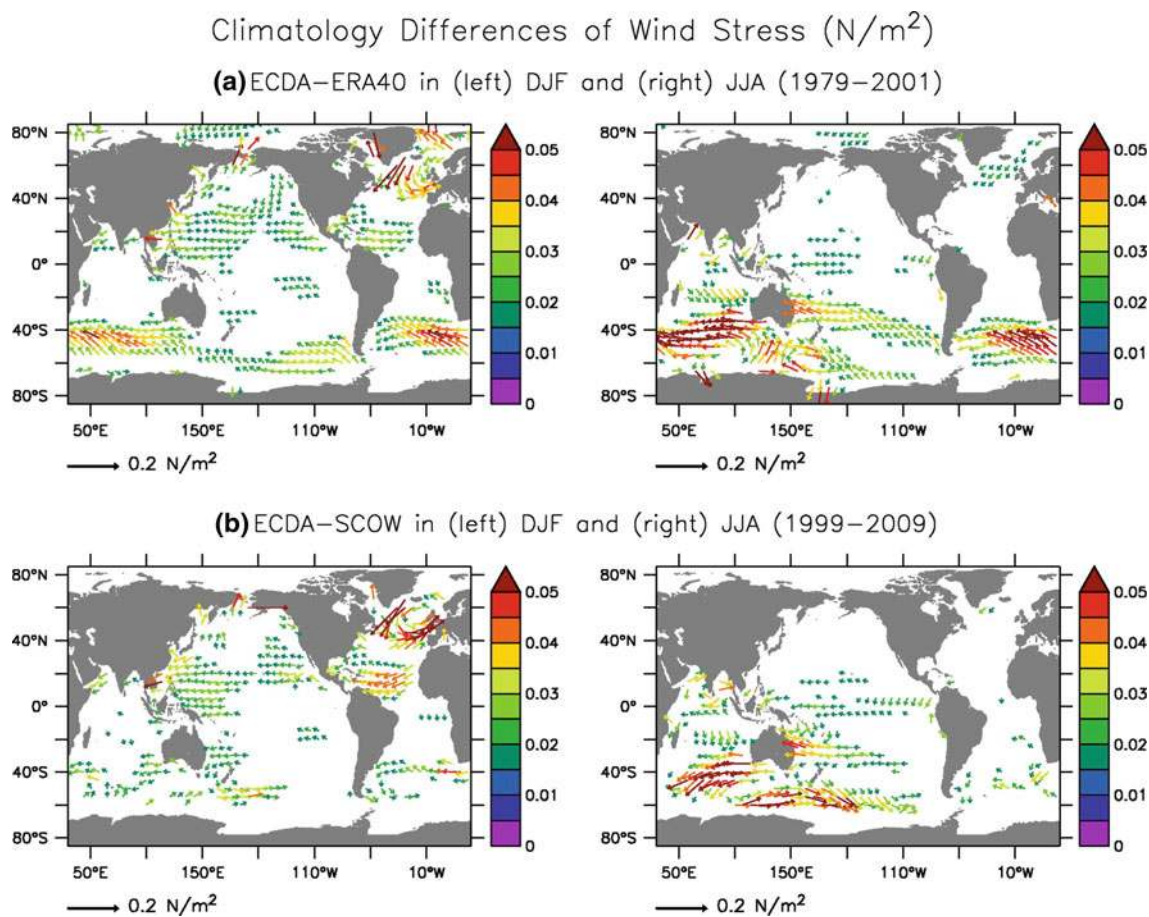 Climatology Differences of Wind Stress (N/m²)
(a) ECDA−ERA40 in (left) DJF and (right) JJA (1979−2001)
80°N
40°N
0°
40°S
80°S
50°E 150°E 110°W 10°W
0.05
0.04
0.03
0.02
0.01
0
0.2 N/m²
80°N
40°N
0°
40°S
80°S
50°E 150°E 110°W 10°W
0.05
0.04
0.03
0.02
0.01
0
0.2 N/m²
(b) ECDA−SCOW in (left) DJF and (right) JJA (1999−2009)
80°N
40°N
0°
40°S
80°S
50°E 150°E 110°W 10°W
0.05
0.04
0.03
0.02
0.01
0
0.2 N/m²
80°N
40°N
0°
40°S
80°S
50°E 150°E 110°W 10°W
0.05
0.04
0.03
0.02
0.01
0
0.2 N/m²